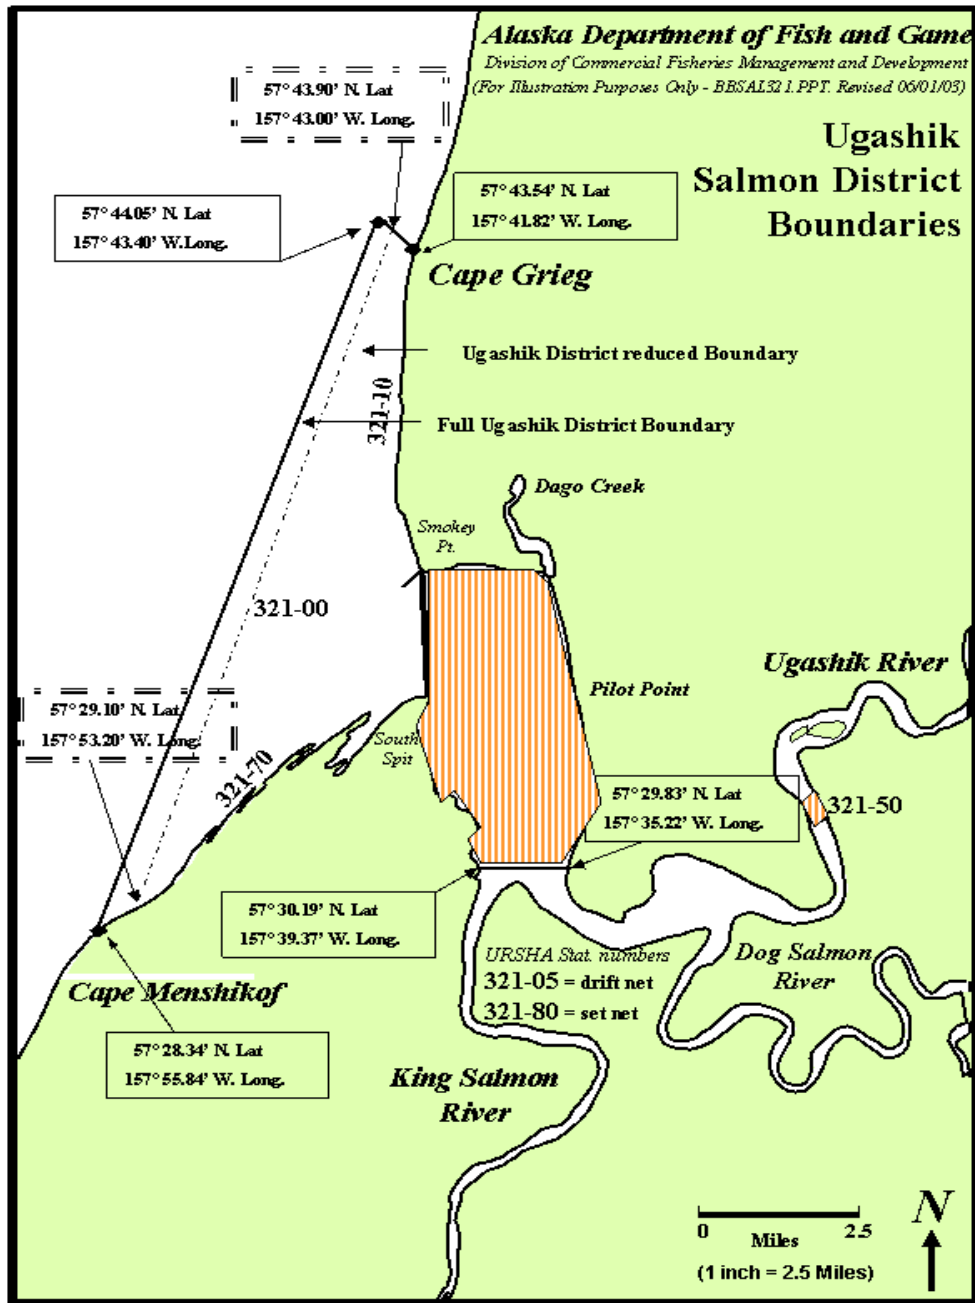 Alaska Department of Fish and Game
Division of Commercial Fisheries Management and Development
(For Illustration Purposes Only - BBSAL321.PPT. Revised 06/01/03)
Ugashik
Salmon District
Boundaries
57° 43.90' N. Lat
157° 43.00' W. Long.
57° 44.05' N. Lat
157° 43.40' W.Long.
57° 43.54' N. Lat
157° 41.82' W. Long.
Cape Grieg
Ugashik District reduced Boundary
321-10
Full Ugashik District Boundary
Dago Creek
Smokey
Pt.
321-00
Ugashik River
Pilot Point
57° 29.10' N. Lat
157° 53.20' W. Long.
South
Spit
321-70
57° 29.83' N. Lat
157° 35.22' W. Long.
321-50
57° 30.19' N. Lat
157° 39.37' W. Long.
URSHA Stat. numbers
321-05 = drift net
321-80 = set net
Dog Salmon
River
Cape Menshikof
57° 28.34' N. Lat
157° 55.84' W. Long.
King Salmon
River
N
0 2.5
Miles
(1 inch = 2.5 Miles)